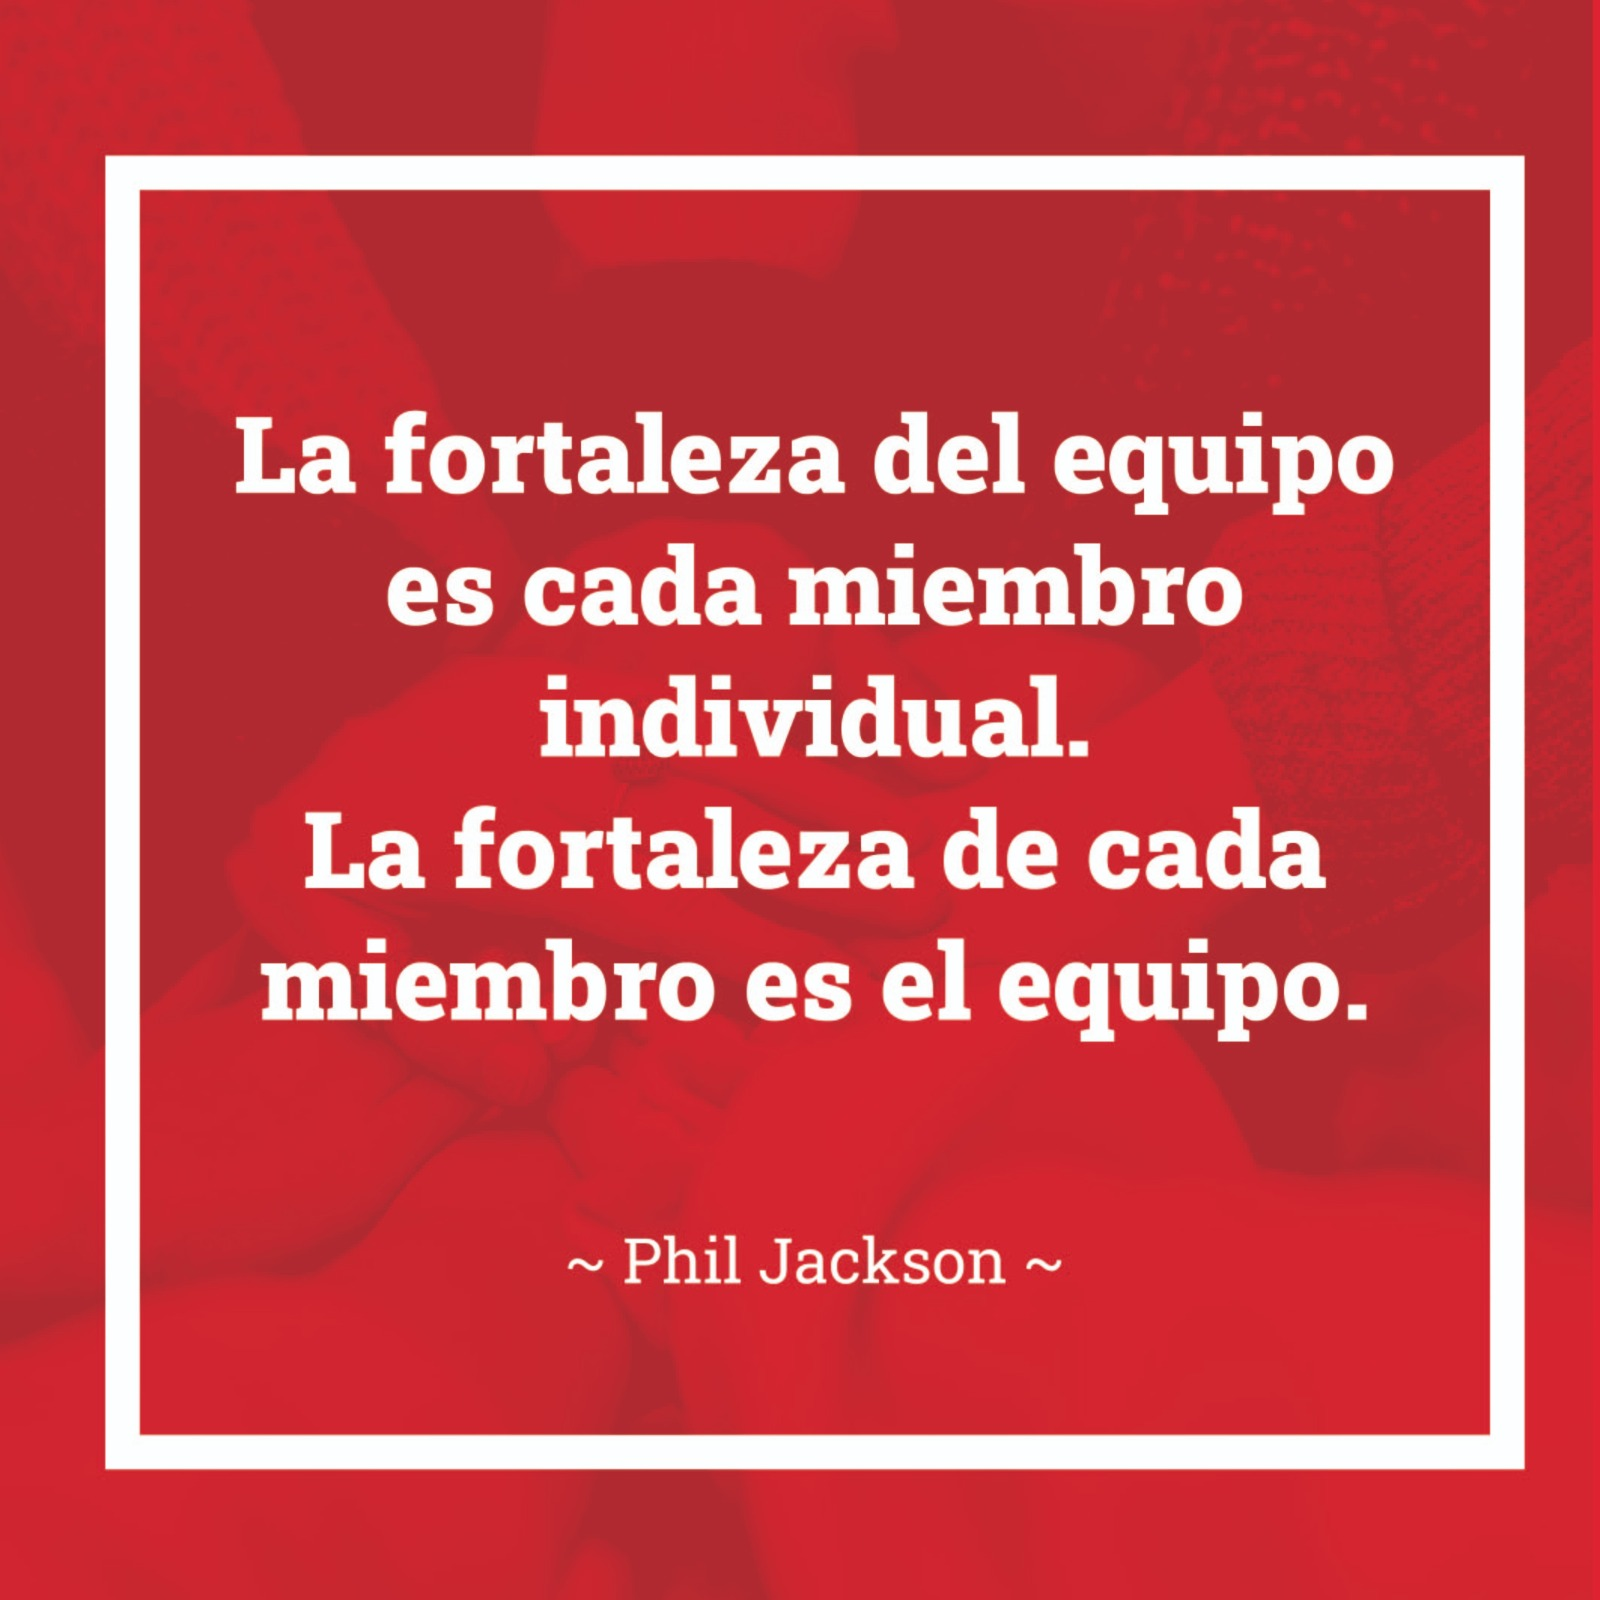 La fortaleza del equipo
es cada miembro
individual.
La fortaleza de cada
miembro es el equipo.
~ Phil Jackson ~